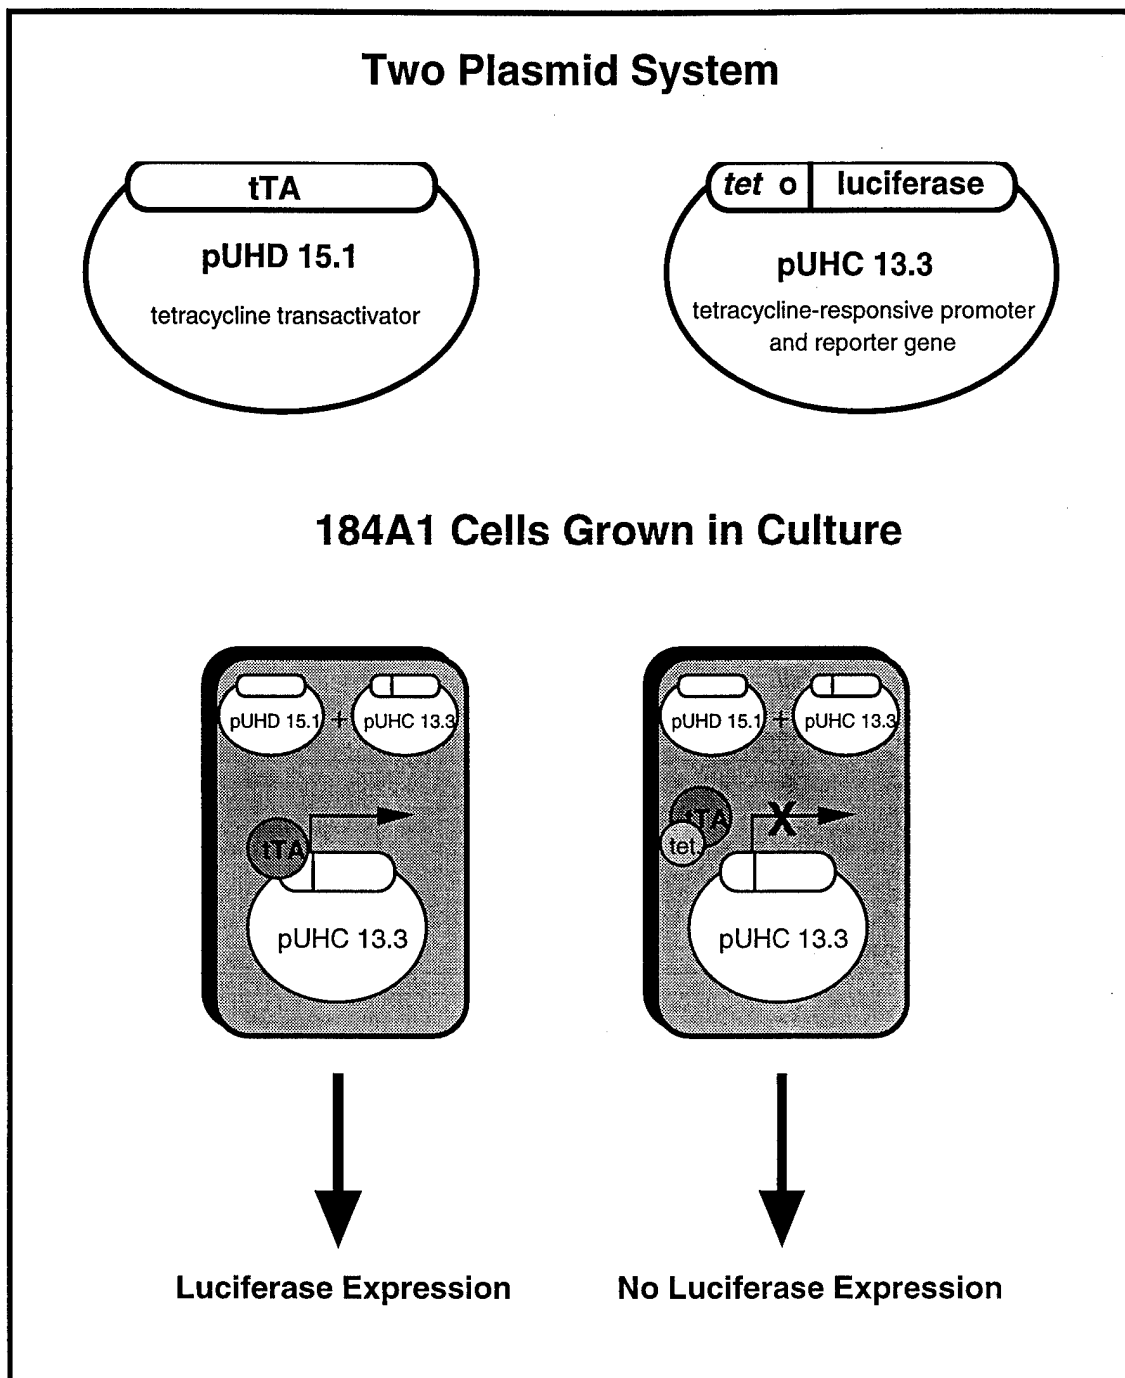 Two Plasmid System
tTA
pUHD 15.1
tetracycline transactivator
tet o luciferase
pUHC 13.3
tetracycline-responsive promoter
and reporter gene
184A1 Cells Grown in Culture
pUHD 15.1 + pUHC 13.3
tTA
pUHC 13.3
Luciferase Expression
pUHD 15.1 + pUHC 13.3
tTA
X
tet.
pUHC 13.3
No Luciferase Expression